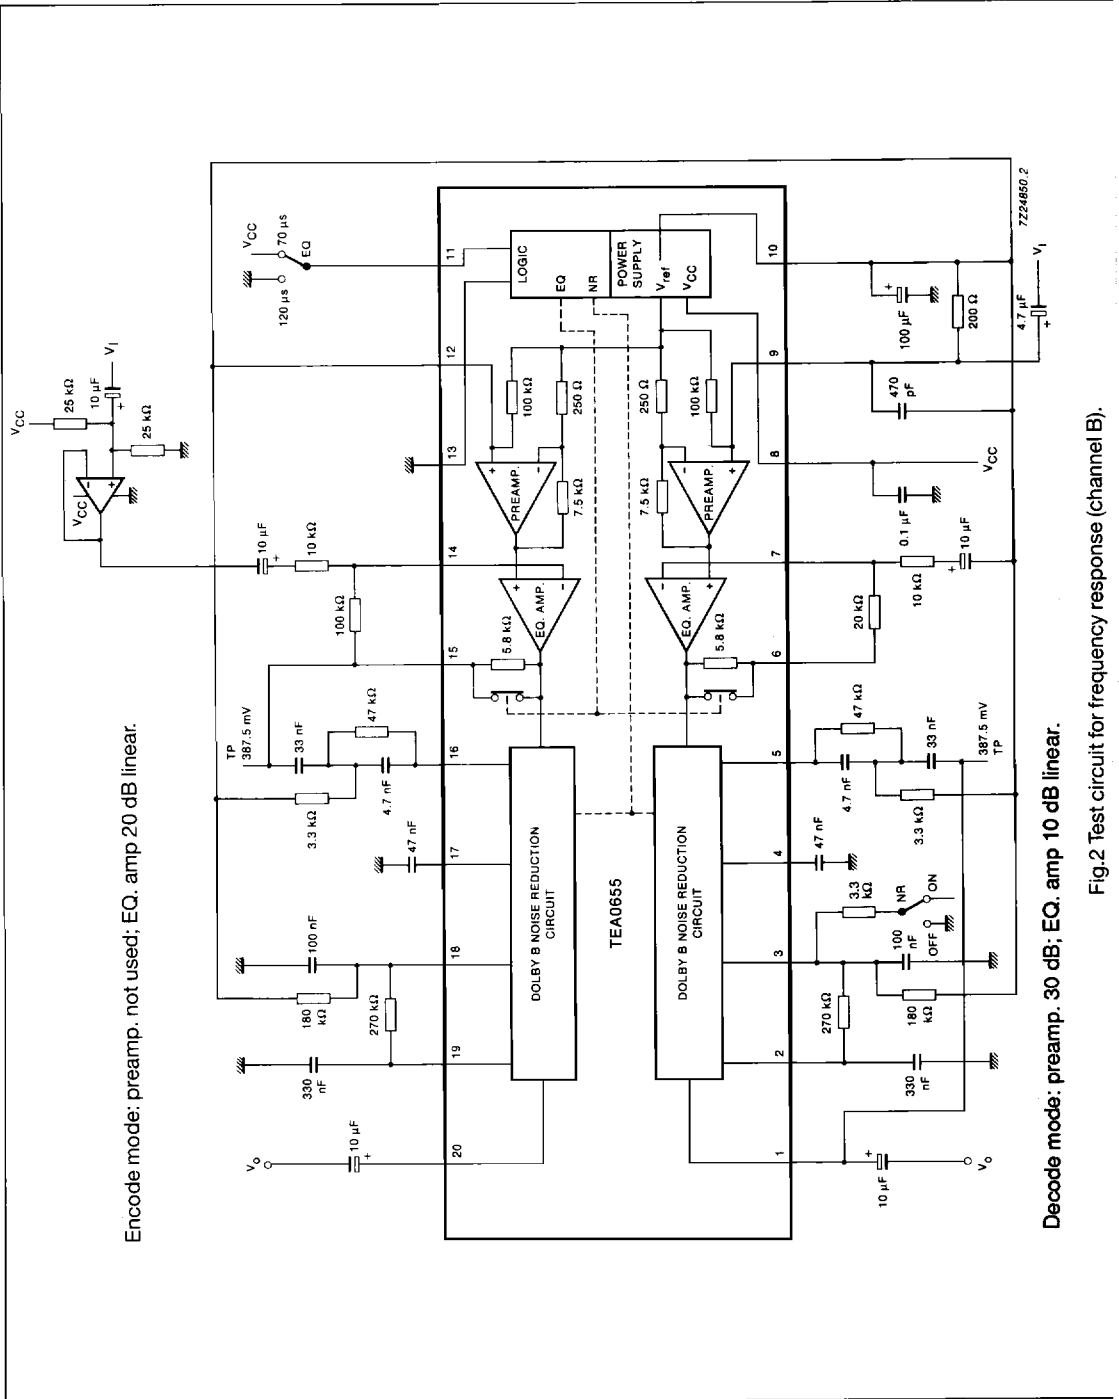 Encode mode: preamp. not used; EQ. amp 20 dB linear.
VCC
25 kΩ
10 µF
+
VI
25 kΩ
VCC
-
+
VCC
70 µs
120 µs
EQ
10 µF
+
10 kΩ
100 kΩ
TP
387.5 mV
33 nF
47 kΩ
3.3 kΩ
4.7 nF
47 nF
100 nF
180
kΩ
270 kΩ
330
nF
Vo
10 µF
+
20
19
18
17
16
15
14
13
12
11
LOGIC
EQ
NR
POWER
SUPPLY
Vref
VCC
100 kΩ
250 Ω
+
-
PREAMP.
7.5 kΩ
+
-
EQ. AMP.
5.8 kΩ
DOLBY B NOISE REDUCTION
CIRCUIT
TEA0655
250 Ω
100 kΩ
-
+
PREAMP.
7.5 kΩ
-
+
EQ. AMP.
5.8 kΩ
DOLBY B NOISE REDUCTION
CIRCUIT
1
2
3
4
5
6
7
8
9
10
+
10 µF
Vo
270 kΩ
330
nF
180
kΩ
100
nF
3.3
kΩ
NR
ON
OFF
47 nF
47 kΩ
4.7 nF
33 nF
3.3 kΩ
387.5 mV
TP
20 kΩ
10 kΩ
+
10 µF
0.1 µF
VCC
470
pF
+
100 µF
200 Ω
4.7 µF
+
VI
7Z24850.2
Decode mode: preamp. 30 dB; EQ. amp 10 dB linear.
Fig.2 Test circuit for frequency response (channel B).